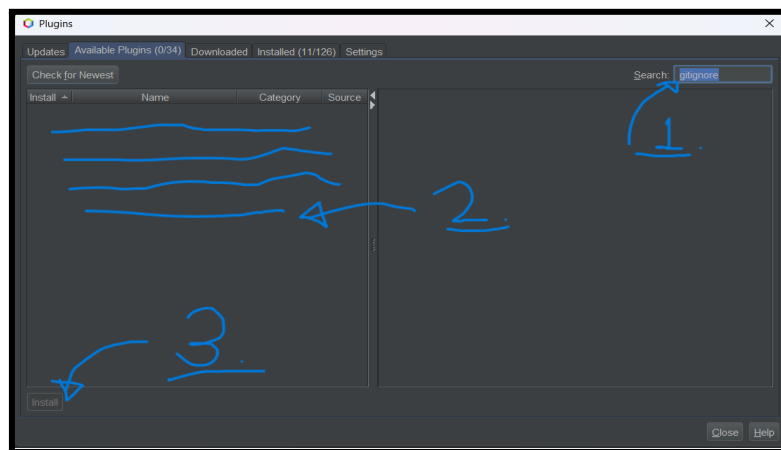 Plugins
Updates Available Plugins (0/34) Downloaded Installed (11/126) Settings
Check for Newest Search: gitignore
Install Name Category Source
1.
2.
3.
Install
Close Help